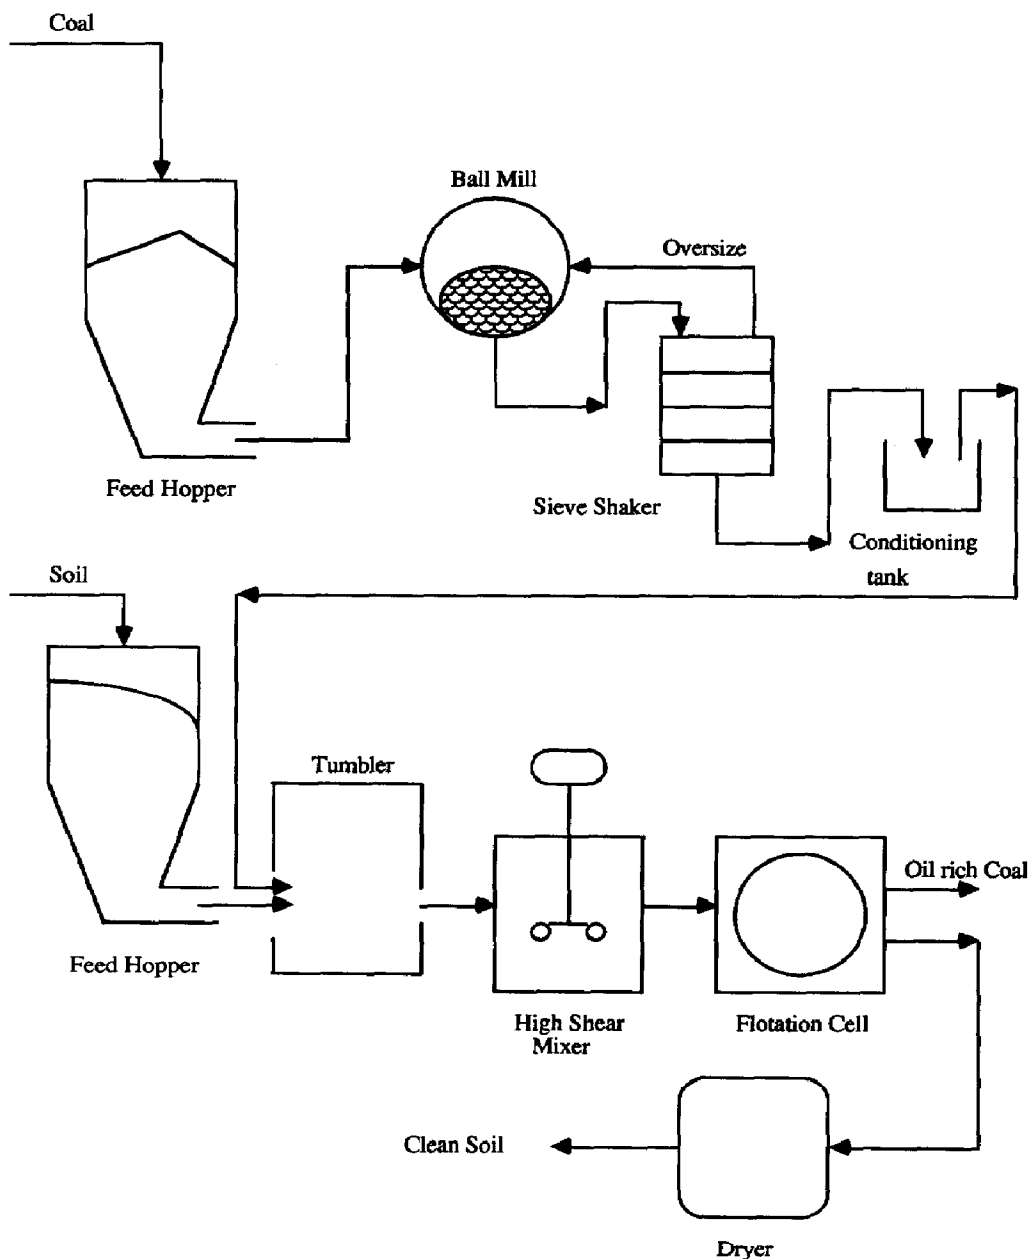 Coal
Ball Mill
Oversize
Feed Hopper
Sieve Shaker
Conditioning
tank
Soil
Tumbler
Oil rich Coal
Feed Hopper
High Shear
Mixer
Flotation Cell
Clean Soil
Dryer